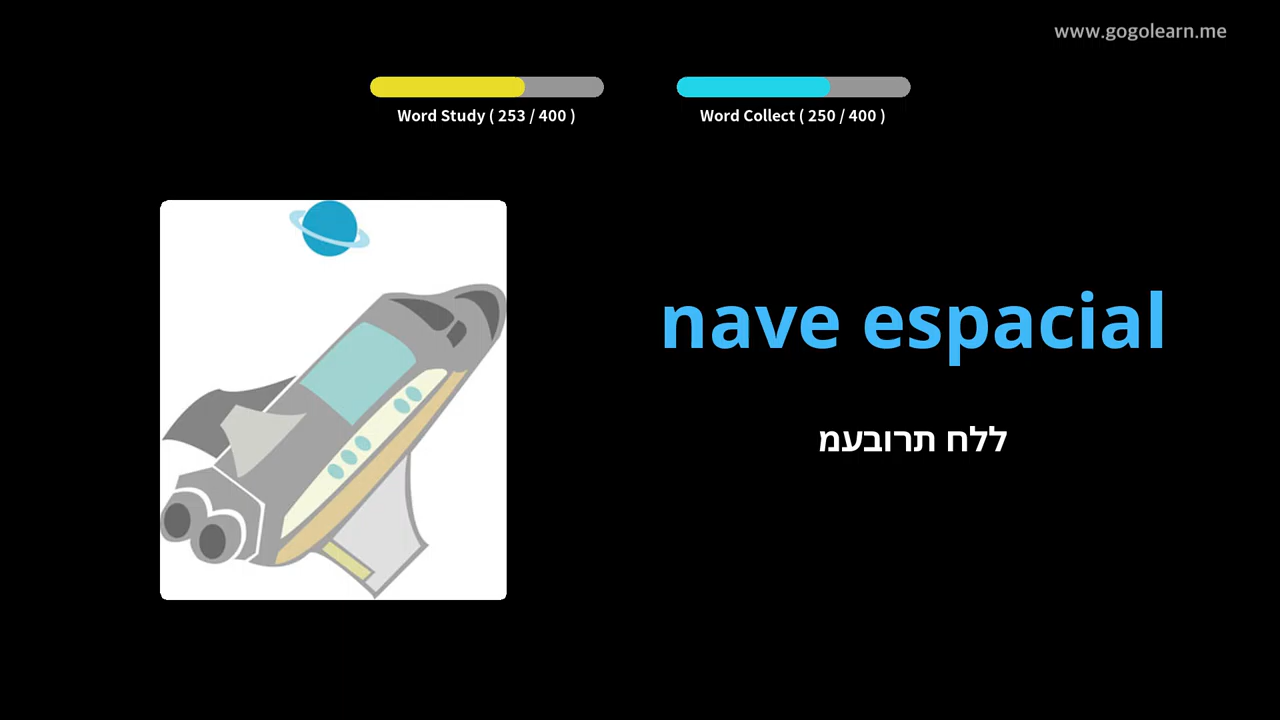 www.gogolearn.me
Word Study ( 253 / 400 )
Word Collect ( 250 / 400 )
nave espacial
ללח תרובעמ